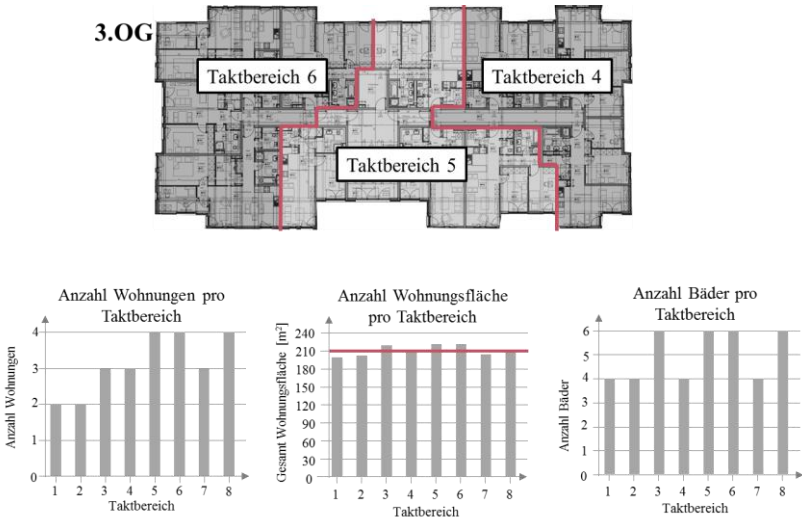 3.OG
Taktbereich 6
Taktbereich 4
Taktbereich 5
Anzahl Wohnungen pro
Taktbereich
Anzahl Wohnungen
4
3
2
1
0
1 2 3 4 5 6 7 8
Taktbereich
Anzahl Wohnungsfläche
pro Taktbereich
Gesamt Wohnungsfläche [m²]
240
210
180
150
120
90
60
30
0
1 2 3 4 5 6 7 8
Taktbereich
Anzahl Bäder pro
Taktbereich
Anzahl Bäder
6
5
4
3
2
1
0
1 2 3 4 5 6 7 8
Taktbereich